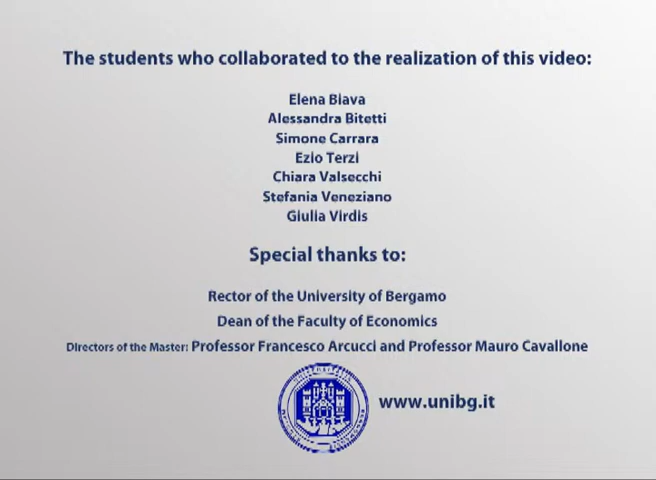 The students who collaborated to the realization of this video:
Elena Biava
Alessandra Bitetti
Simone Carrara
Ezio Terzi
Chiara Valsecchi
Stefania Veneziano
Giulia Virdis
Special thanks to:
Rector of the University of Bergamo
Dean of the Faculty of Economics
Directors of the Master: Professor Francesco Arcucci and Professor Mauro Cavallone
www.unibg.it